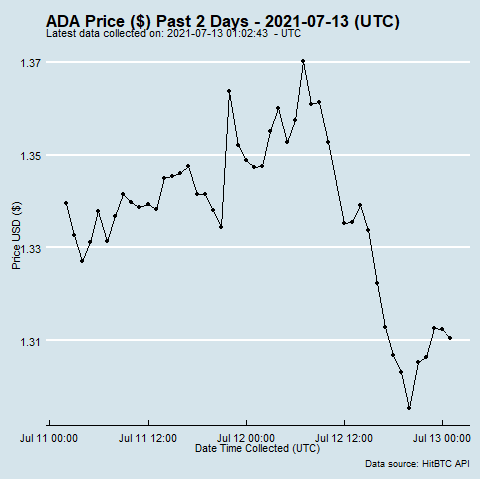 ADA Price ($) Past 2 Days - 2021-07-13 (UTC)
Latest data collected on: 2021-07-13 01:02:43 - UTC
1.37
1.35
1.33
1.31
Price USD ($)
Jul 11 00:00 Jul 11 12:00 Jul 12 00:00 Jul 12 12:00 Jul 13 00:00
Date Time Collected (UTC)
Data source: HitBTC API